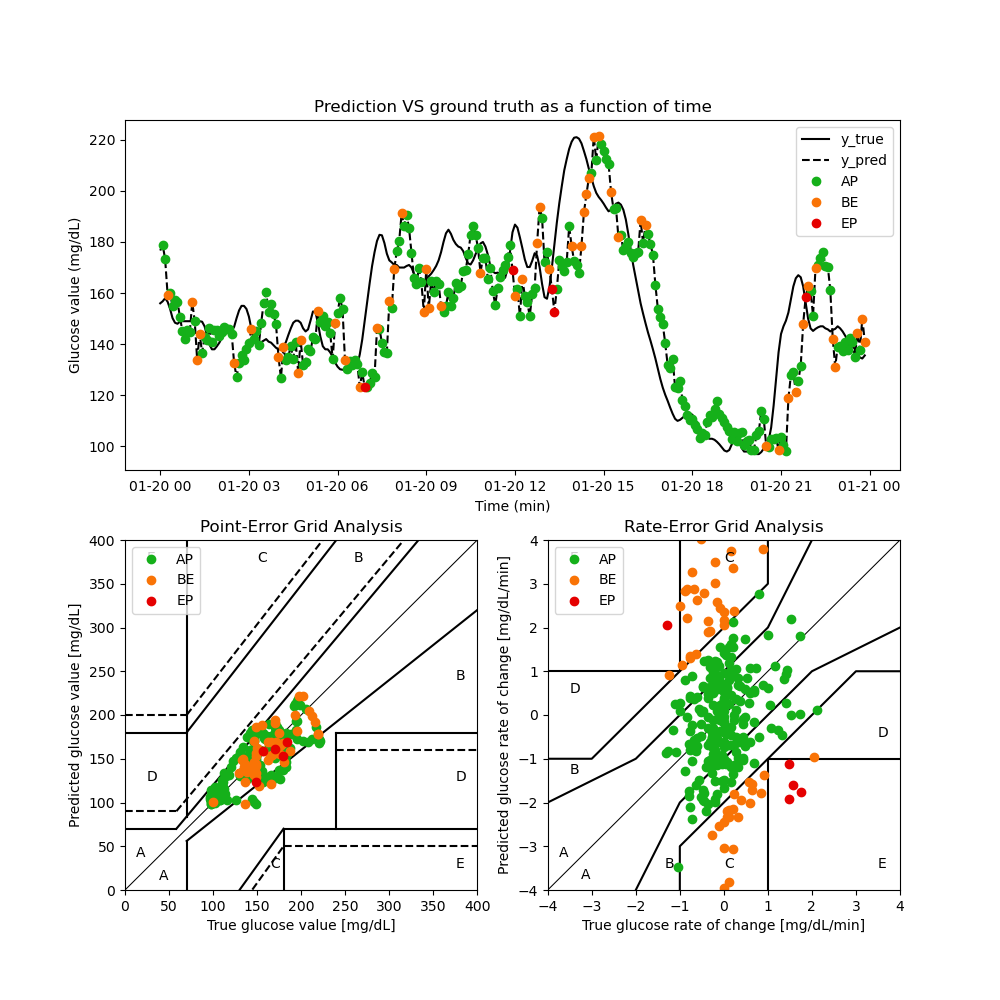 Prediction VS ground truth as a function of time
Glucose value (mg/dL)
220
200
180
160
140
120
100
y_true
y_pred
AP
BE
EP
01-20 00 01-20 03 01-20 06 01-20 09 01-20 12 01-20 15 01-20 18 01-20 21 01-21 00
Time (min)
Point-Error Grid Analysis
Predicted glucose value [mg/dL]
400
350
300
250
200
150
100
50
0
AP
BE
EP
C
B
B
D
D
A
A
C
E
0 50 100 150 200 250 300 350 400
True glucose value [mg/dL]
Rate-Error Grid Analysis
Predicted glucose rate of change [mg/dL/min]
4
3
2
1
0
−1
−2
−3
−4
AP
BE
EP
C
D
D
B
A
A
B
C
E
−4 −3 −2 −1 0 1 2 3 4
True glucose rate of change [mg/dL/min]